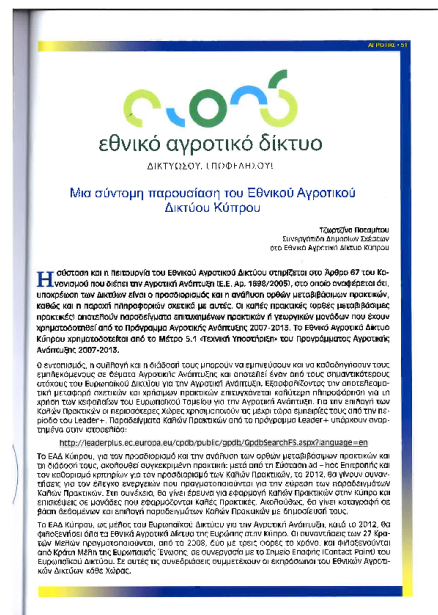 ΑΓΡΟΤΗΣ • 51
εθνικό αγροτικό δίκτυο
ΔΙΚΤΥΩΣΟΥ. ΕΠΩΦΕΛΗΣΟΥ!
Μια σύντομη παρουσίαση του Εθνικού Αγροτικού
Δικτύου Κύπρου
Τζωρτζίνα Ποταμίτου
Συνεργάτιδα Δημοσίων Σχέσεων
στο Εθνικό Αγροτικό Δίκτυο Κύπρου
Η σύσταση και η λειτουργία του Εθνικού Αγροτικού Δικτύου στηρίζεται στο Άρθρο 67 του Κα-
νονισμού που διέπει την Αγροτική Ανάπτυξη (Ε.Ε. Αρ. 1698/2005), στο οποίο αναφέρεται ότι,
υποχρέωση των Δικτύων είναι ο προσδιορισμός και η ανάλυση ορθών μεταβιβάσιμων πρακτικών,
καθώς και η παροχή πληροφοριών σχετικά με αυτές. Οι καλές πρακτικές (ορθές μεταβιβάσιμες
πρακτικές) αποτελούν παραδείγματα επιτυχημένων πρακτικών ή γεωργικών μονάδων που έχουν
χρηματοδοτηθεί από το Πρόγραμμα Αγροτικής Ανάπτυξης 2007-2013. Το Εθνικό Αγροτικό Δίκτυο
Κύπρου χρηματοδοτείται από το Μέτρο 5.1 «Τεχνική Υποστήριξη» του Προγράμματος Αγροτικής
Ανάπτυξης 2007-2013.
Ο εντοπισμός, η συλλογή και η διάδοσή τους μπορούν να εμπνεύσουν και να καθοδηγήσουν τους
εμπλεκόμενους σε θέματα Αγροτικής Ανάπτυξης και αποτελεί έναν από τους σημαντικότερους
στόχους του Ευρωπαϊκού Δικτύου για την Αγροτική Ανάπτυξη. Εξασφαλίζοντας την αποτελεσμα-
τική μεταφορά σχετικών και χρήσιμων πρακτικών επιτυγχάνεται καλύτερη πληροφόρηση για τη
χρήση των κεφαλαίων του Ευρωπαϊκού Ταμείου για την Αγροτική Ανάπτυξη. Για την επιλογή των
Καλών Πρακτικών οι περισσότερες Χώρες χρησιμοποιούν τις μέχρι τώρα εμπειρίες τους από την πε-
ρίοδο του Leader+. Παραδείγματα Καλών Πρακτικών από το πρόγραμμα Leader+ υπάρχουν αναρ-
τημένα στην ιστοσελίδα:
http://leaderplus.ec.europa.eu/cpdb/public/gpdb/GpdbSearchFS.aspx?language=en
Το ΕΑΔ Κύπρου, για τον προσδιορισμό και την ανάλυση των ορθών μεταβιβάσιμων πρακτικών και
τη διάδοσή τους, ακολουθεί συγκεκριμένη πρακτική: μετά από τη Σύσταση ad – hoc Επιτροπής και
τον καθορισμό κριτηρίων για τον προσδιορισμό των Καλών Πρακτικών, το 2012, θα γίνουν συναν-
τήσεις για τον έλεγχο ενεργειών που πραγματοποιούνται για την εύρεση των παραδειγμάτων
Καλών Πρακτικών. Στη συνέχεια, θα γίνει έρευνα για εφαρμογή Καλών Πρακτικών στην Κύπρο και
επισκέψεις σε μονάδες που εφαρμόζονται Καλές Πρακτικές. Ακολούθως, θα γίνει καταγραφή σε
βάση δεδομένων και επιλογή παραδειγμάτων Καλών Πρακτικών με δημοσίευσή τους.
Το ΕΑΔ Κύπρου, ως μέλος του Ευρωπαϊκού Δικτύου για την Αγροτική Ανάπτυξη, κατά το 2012, θα
φιλοξενήσει όλα τα Εθνικά Αγροτικά Δίκτυα της Ευρώπης στην Κύπρο. Οι συναντήσεις των 27 Κρα-
τών Μελών πραγματοποιούνται, από το 2008, δύο με τρεις φορές το χρόνο, και φιλοξενούνται
από Κράτη Μέλη της Ευρωπαϊκής Ένωσης, σε συνεργασία με το Σημείο Επαφής (Contact Point) του
Ευρωπαϊκού Δικτύου. Σε αυτές τις συνεδριάσεις συμμετέχουν οι εκπρόσωποι του Εθνικών Αγροτι-
κών Δικτύων κάθε Χώρας.